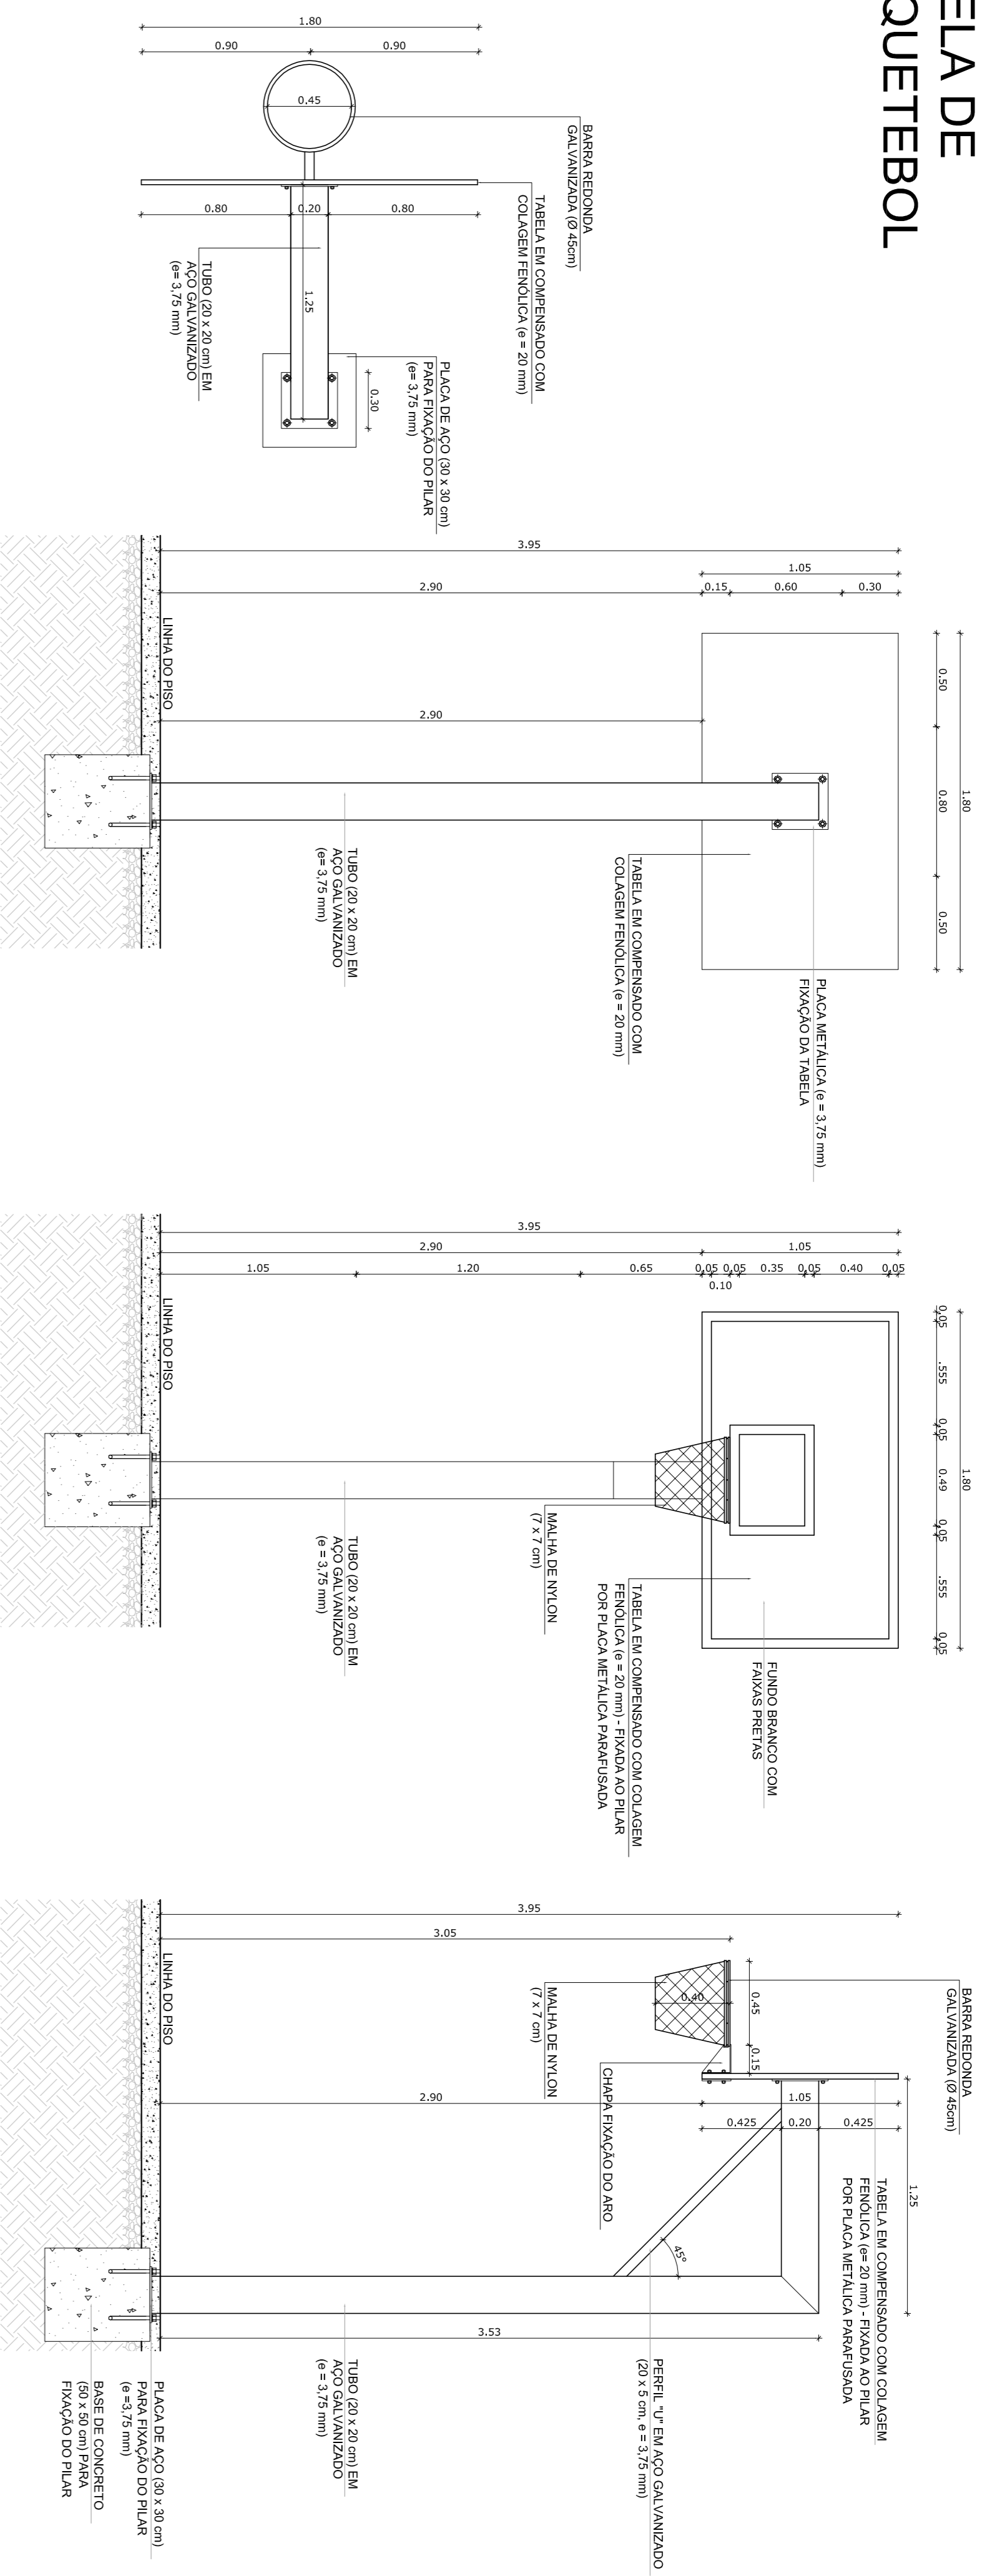 ELA DE
QUETEBOL
1.80
0.90
0.90
0.45
BARRA REDONDA
GALVANIZADA (Ø 45cm)
TABELA EM COMPENSADO COM
COLAGEM FENÓLICA (e = 20 mm)
0.80
0.20
0.80
1.25
TUBO (20 x 20 cm) EM
AÇO GALVANIZADO
(e= 3,75 mm)
0.30
PLACA DE AÇO (30 x 30 cm)
PARA FIXAÇÃO DO PILAR
(e= 3,75 mm)
3.95
1.05
2.90
0.15
0.60
0.30
1.80
0.50
0.80
0.50
2.90
LINHA DO PISO
PLACA METÁLICA (e = 3,75 mm)
FIXAÇÃO DA TABELA
TABELA EM COMPENSADO COM
COLAGEM FENÓLICA (e = 20 mm)
TUBO (20 x 20 cm) EM
AÇO GALVANIZADO
(e= 3,75 mm)
3.95
2.90
1.05
1.05
1.20
0.65
0.05
0.10
0.05
0.35
0.05
0.40
0.05
1.80
0.05
.555
0.05
0.49
0.05
.555
0.05
LINHA DO PISO
FUNDO BRANCO COM
FAIXAS PRETAS
TABELA EM COMPENSADO COM COLAGEM
FENÓLICA (e = 20 mm) - FIXADA AO PILAR
POR PLACA METÁLICA PARAFUSADA
MALHA DE NYLON
(7 x 7 cm)
TUBO (20 x 20 cm) EM
AÇO GALVANIZADO
(e = 3,75 mm)
3.95
3.05
BARRA REDONDA
GALVANIZADA (Ø 45cm)
0.45
0.15
0.40
1.25
2.90
1.05
0.425
0.20
0.425
LINHA DO PISO
MALHA DE NYLON
(7 x 7 cm)
CHAPA FIXAÇÃO DO ARO
TABELA EM COMPENSADO COM COLAGEM
FENÓLICA (e= 20 mm) - FIXADA AO PILAR
POR PLACA METÁLICA PARAFUSADA
45°
3.53
PERFIL "U" EM AÇO GALVANIZADO
(20 x 5 cm, e = 3,75 mm)
TUBO (20 x 20 cm) EM
AÇO GALVANIZADO
(e = 3,75 mm)
PLACA DE AÇO (30 x 30 cm)
PARA FIXAÇÃO DO PILAR
(e =3,75 mm)
BASE DE CONCRETO
(50 x 50 cm) PARA
FIXAÇÃO DO PILAR